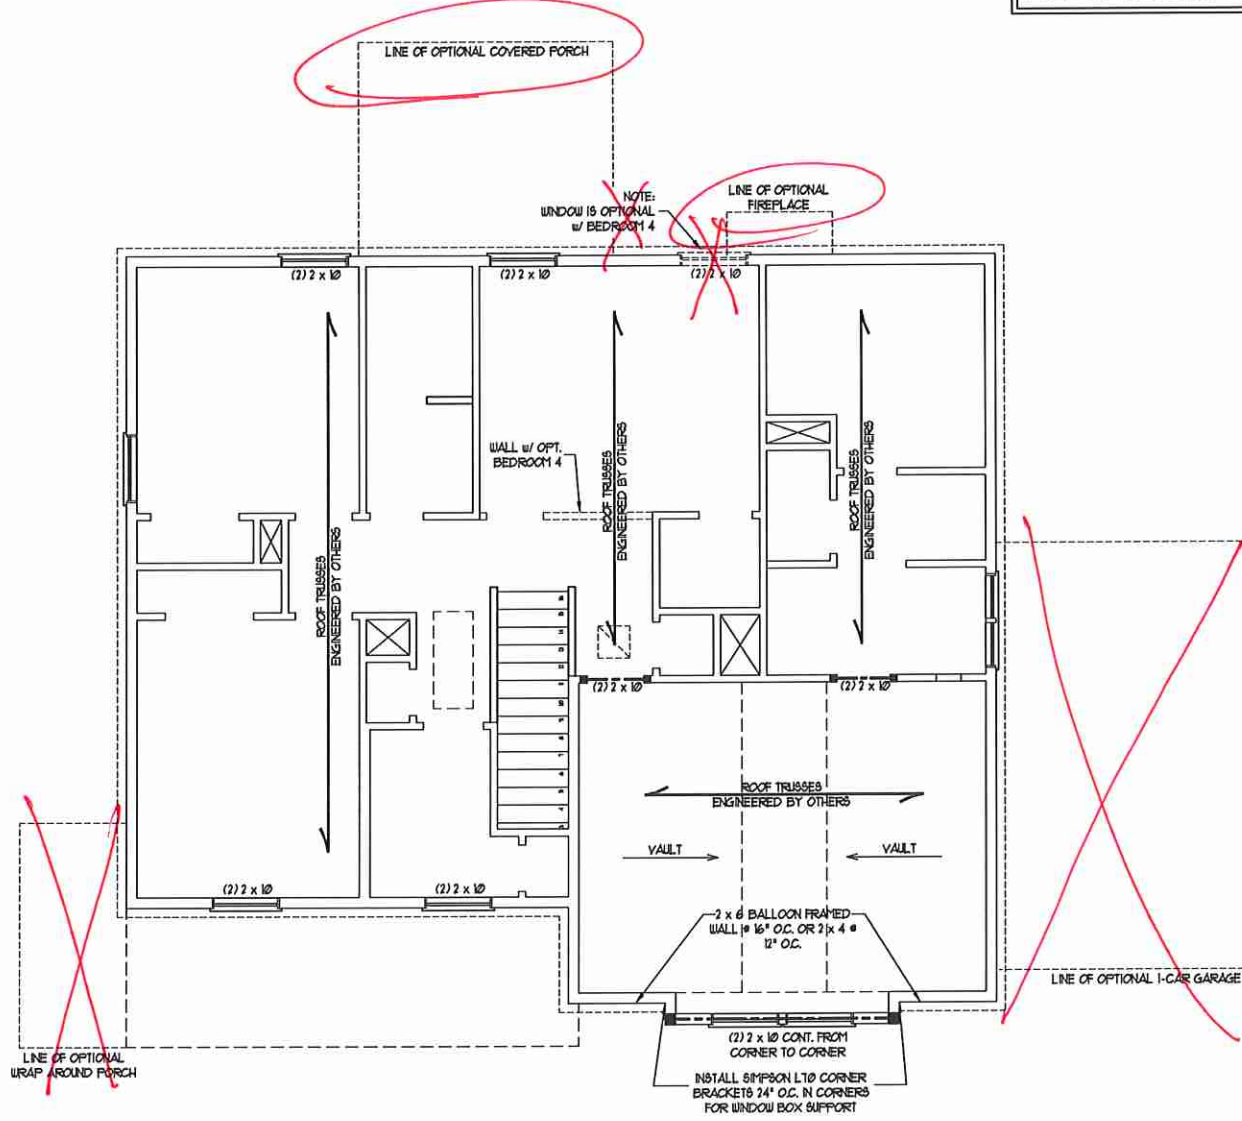 LINE OF OPTIONAL COVERED PORCH
NOTE:
WINDOW IS OPTIONAL
w/ BEDROOM 4
LINE OF OPTIONAL
FIREPLACE
(2) 2 x 10
(2) 2 x 10
(2) 2 x 10
WALL w/ OPT.
BEDROOM 4
ROOF TRUSSES
ENGINEERED BY OTHERS
ROOF TRUSSES
ENGINEERED BY OTHERS
ROOF TRUSSES
ENGINEERED BY OTHERS
(2) 2 x 10
(2) 2 x 10
ROOF TRUSSES
ENGINEERED BY OTHERS
VAULT
VAULT
(2) 2 x 10
(2) 2 x 10
2 x 6 BALLOON FRAMED
WALL @ 16" O.C. OR 2 x 4 @
12" O.C.
LINE OF OPTIONAL 1-CAR GARAGE
(2) 2 x 10 CONT. FROM
CORNER TO CORNER
LINE OF OPTIONAL
WRAP AROUND PORCH
INSTALL SIMPSON L70 CORNER
BRACKETS 24" O.C. IN CORNERS
FOR WINDOW BOX SUPPORT